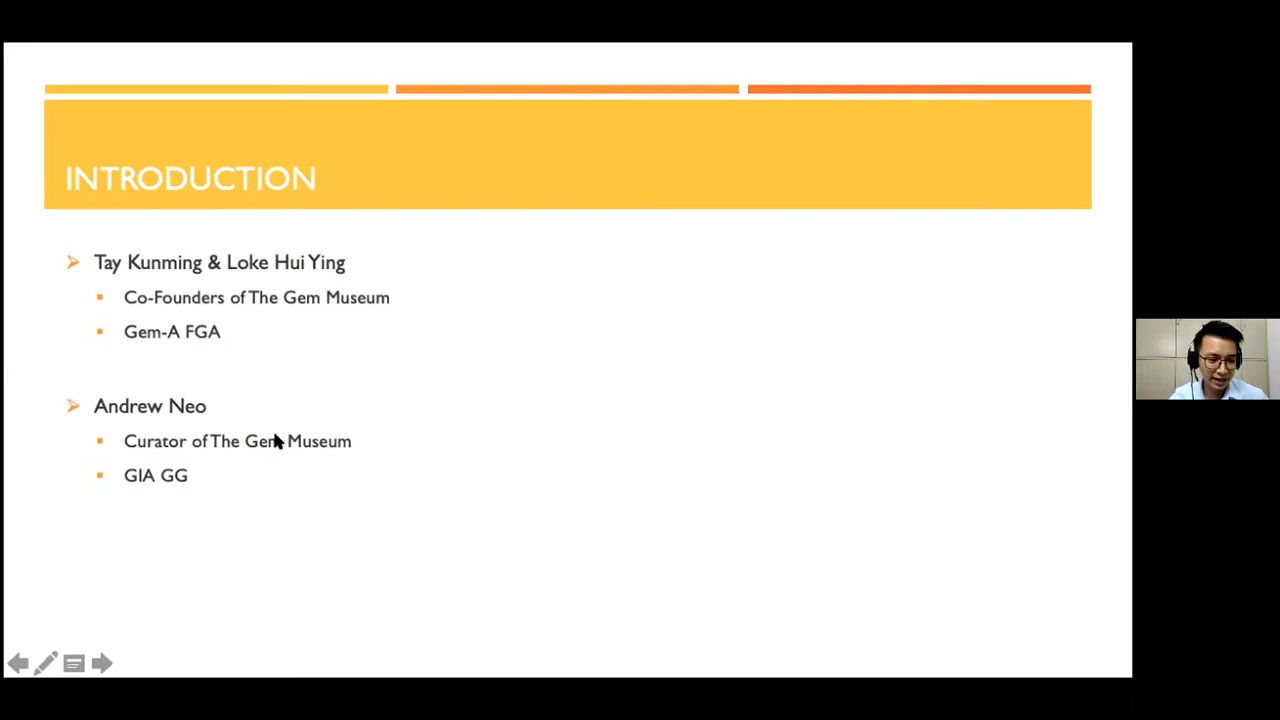 INTRODUCTION
Tay Kunming & Loke Hui Ying
Co-Founders of The Gem Museum
Gem-A FGA
Andrew Neo
Curator of The Gem Museum
GIA GG